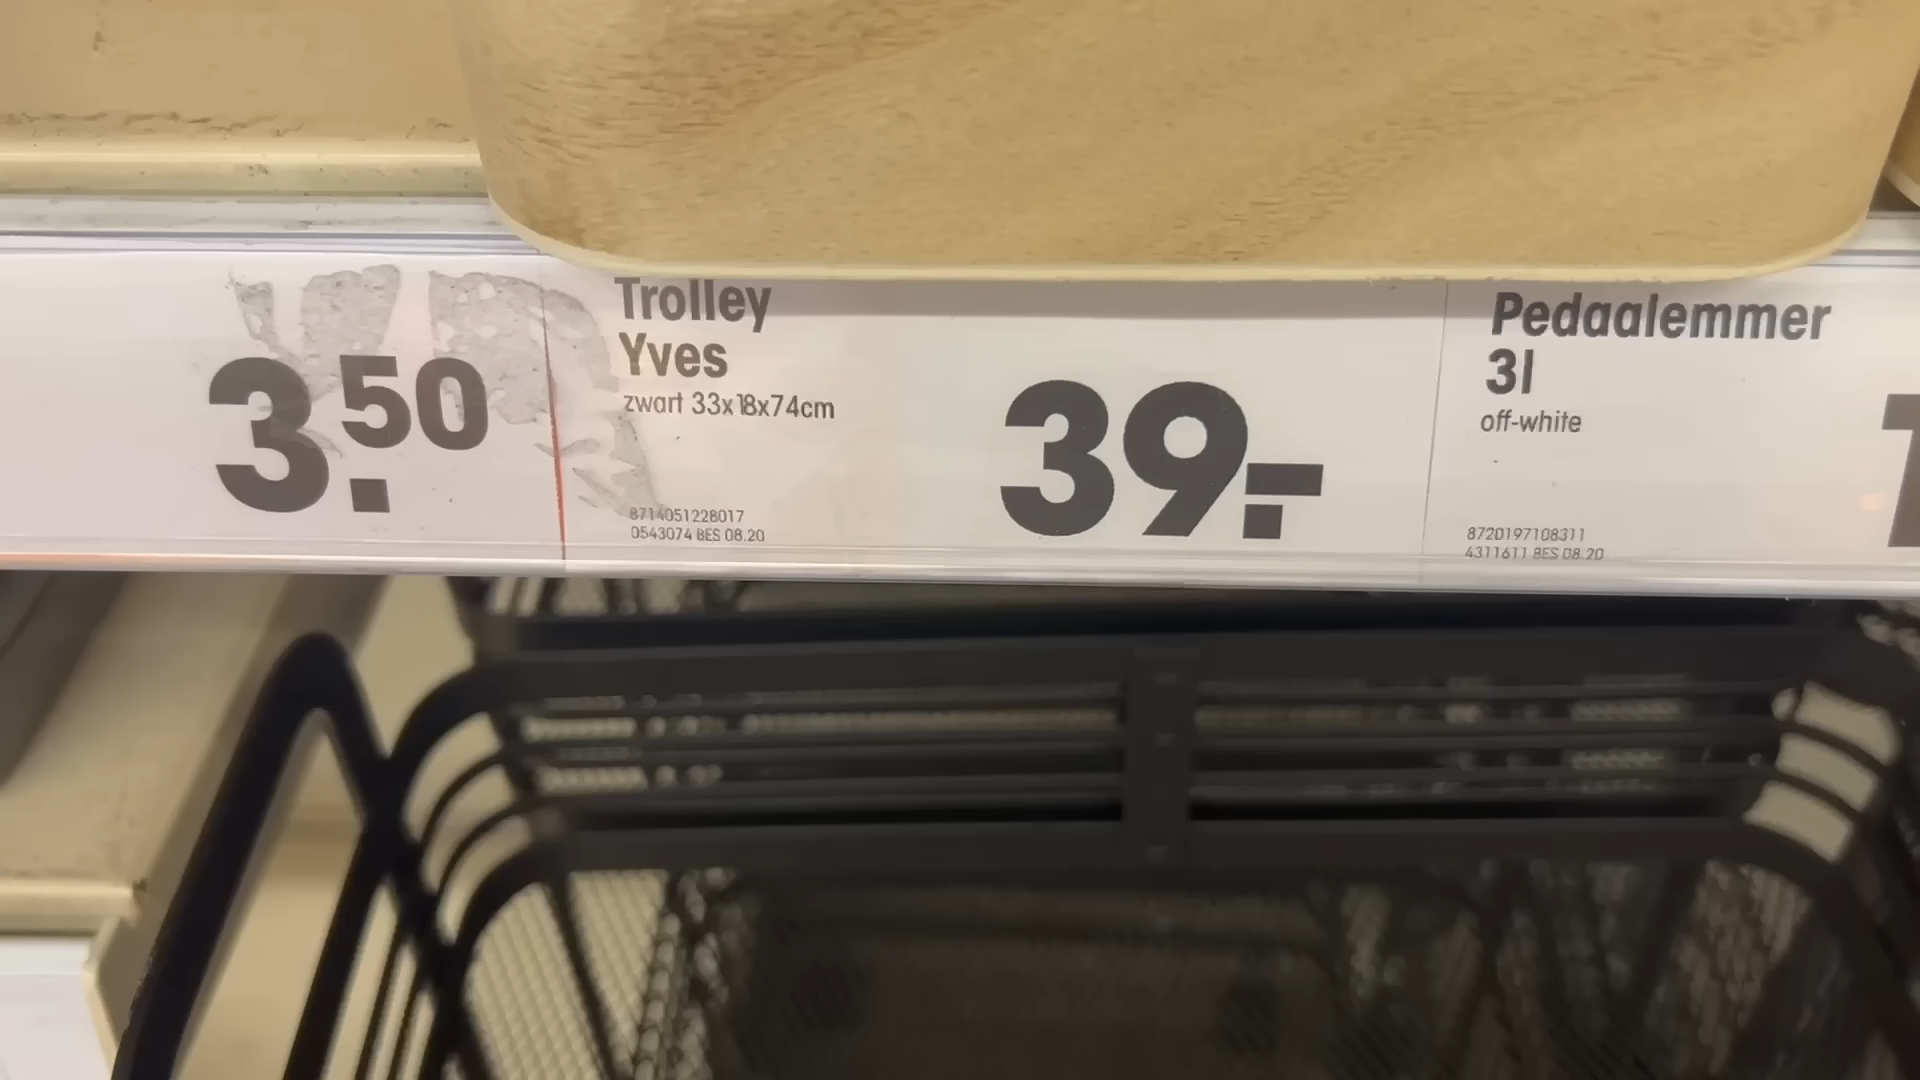 3.50
Trolley
Yves
zwart 33x18x74cm
39.-
8714051228017
0543074 BES 08.20
Pedaalemmer
3l
off-white
8720197108311
4311611 BES 08.20